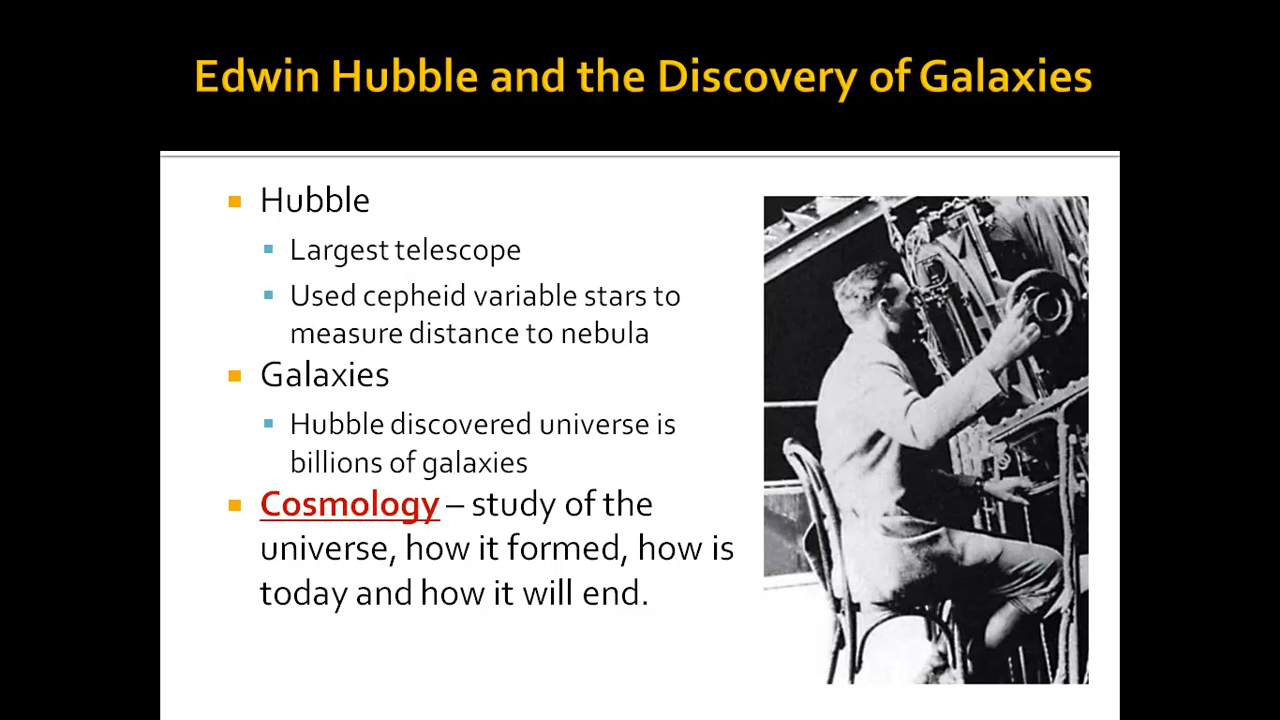 Edwin Hubble and the Discovery of Galaxies
Hubble
Largest telescope
Used cepheid variable stars to
measure distance to nebula
Galaxies
Hubble discovered universe is
billions of galaxies
Cosmology – study of the
universe, how it formed, how is
today and how it will end.